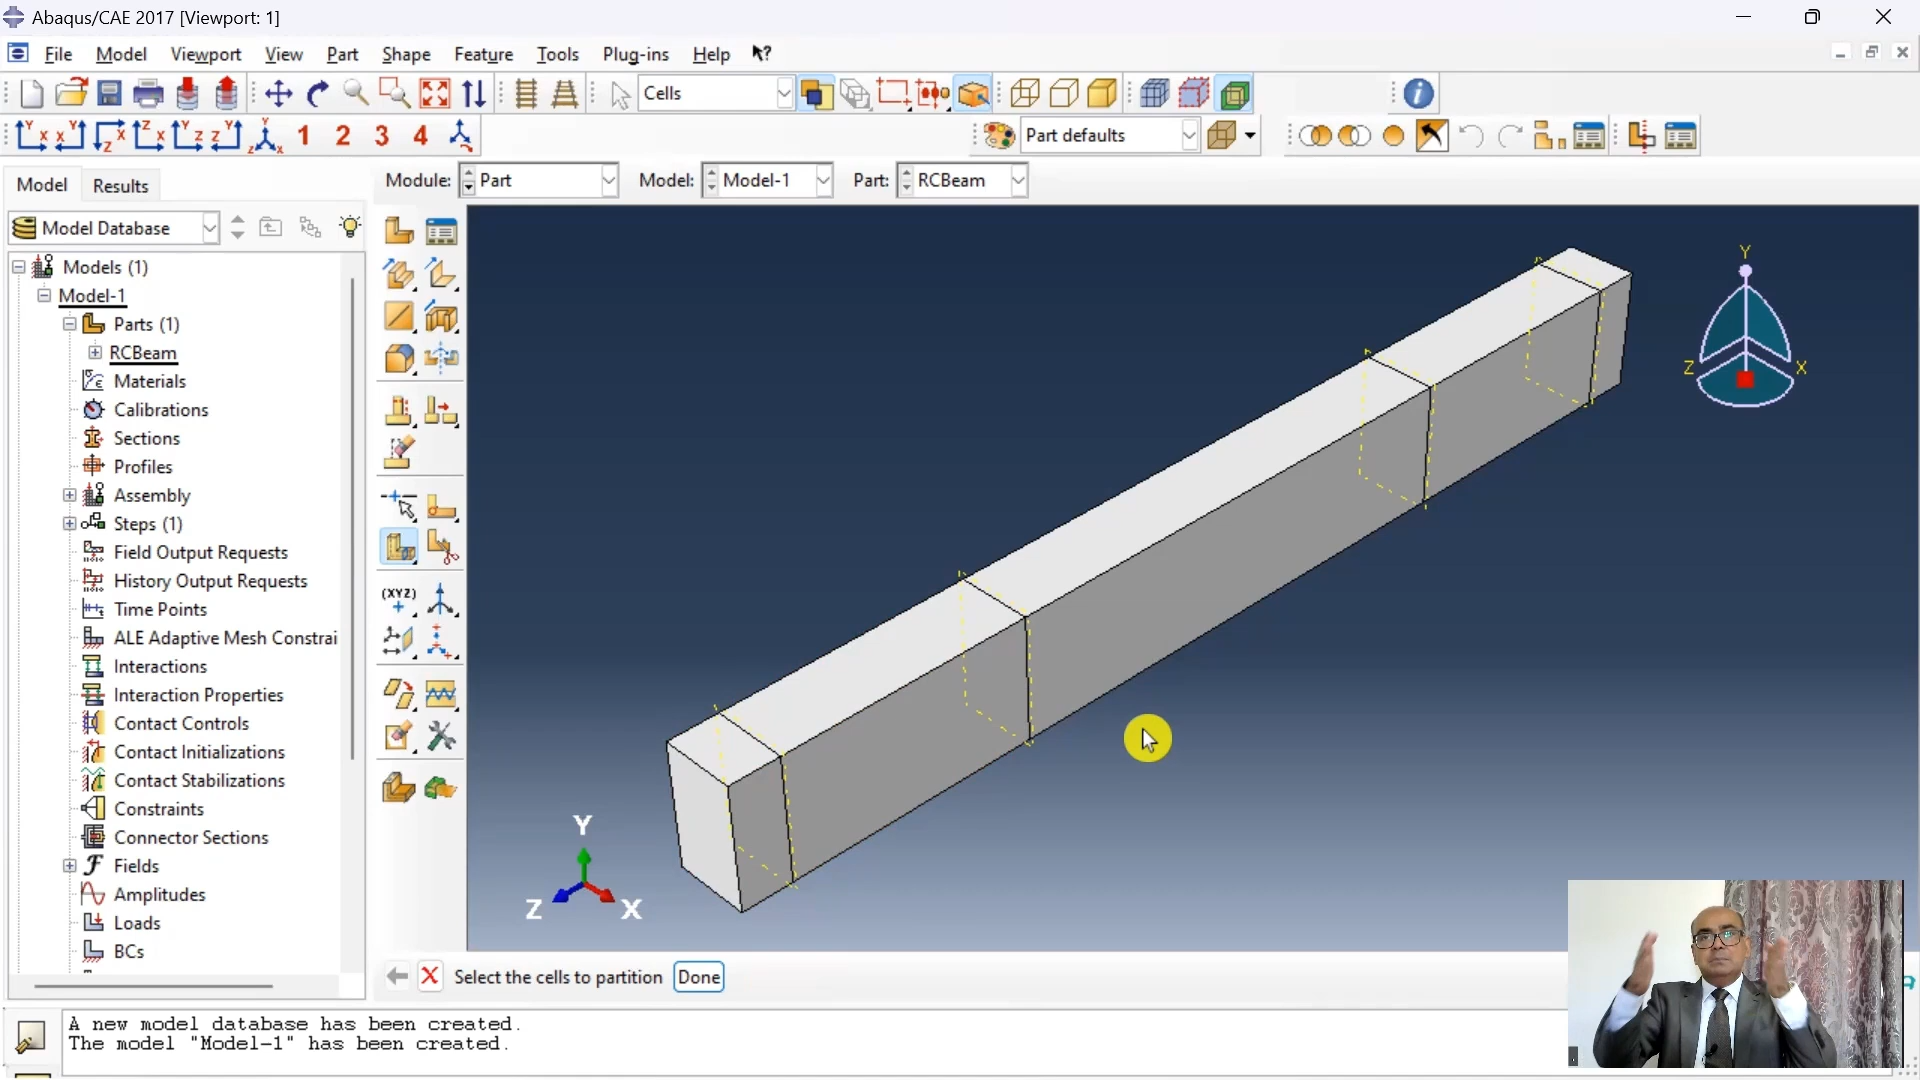 Abaqus/CAE 2017 [Viewport: 1]
File Model Viewport View Part Shape Feature Tools Plug-ins Help
Cells
1 2 3 4
Part defaults
Model Results
Module: Part Model: Model-1 Part: RCBeam
Model Database
Models (1)
Model-1
Parts (1)
RCBeam
Materials
Calibrations
Sections
Profiles
Assembly
Steps (1)
Field Output Requests
History Output Requests
Time Points
ALE Adaptive Mesh Constrai
Interactions
Interaction Properties
Contact Controls
Contact Initializations
Contact Stabilizations
Constraints
Connector Sections
Fields
Amplitudes
Loads
BCs
(XYZ)
Y
Z X
Y
Z X
Select the cells to partition Done
A new model database has been created.
The model "Model-1" has been created.